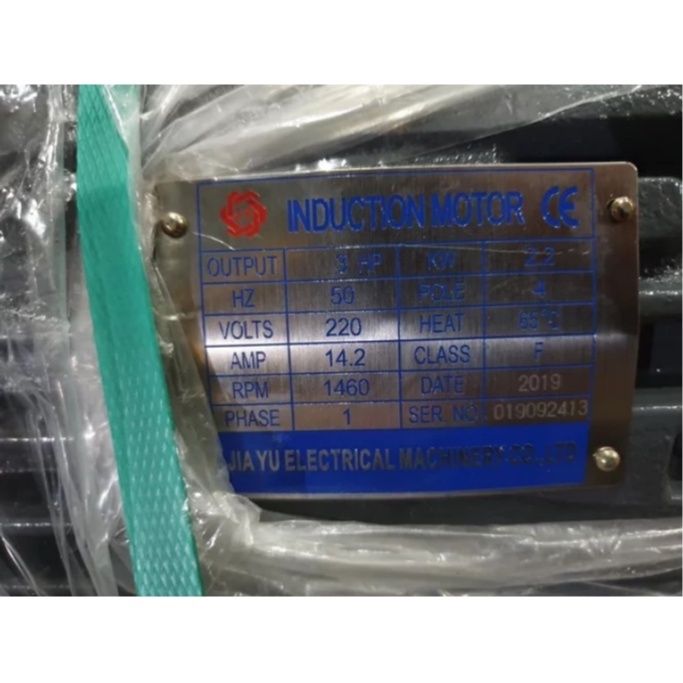 INDUCTION MOTOR CE
OUTPUT 3 HP KW 2.2
HZ 50 POLE 4
VOLTS 220 HEAT 65°C
AMP 14.2 CLASS F
RPM 1460 DATE 2019
PHASE 1 SER. NO. 019092413
JIA YU ELECTRICAL MACHINERY CO., LTD